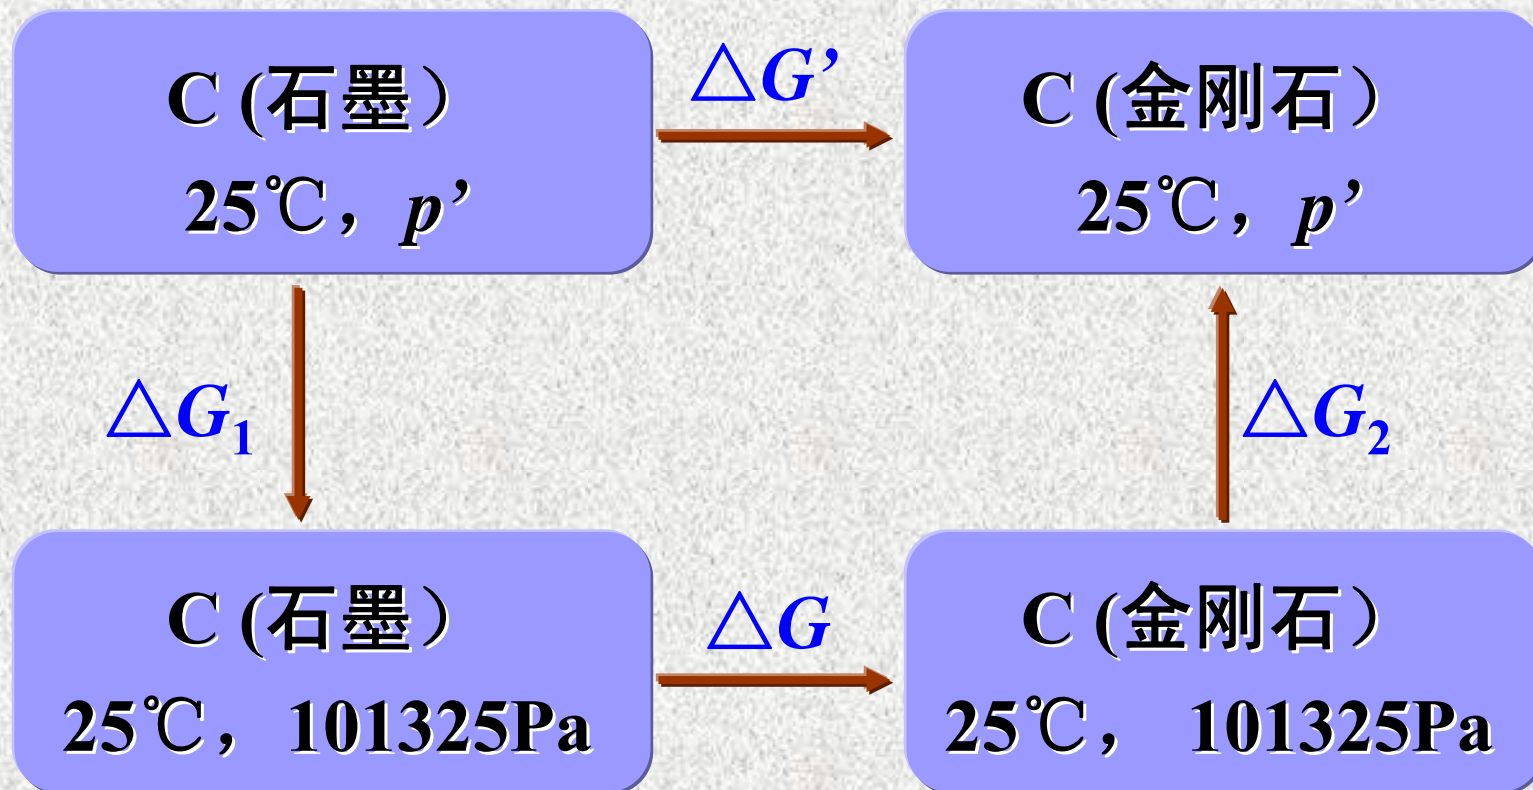 C (石墨）
25℃，p’
△G’
C (金刚石）
25℃，p’
△G₁
△G₂
C (石墨）
25℃，101325Pa
△G
C (金刚石）
25℃， 101325Pa